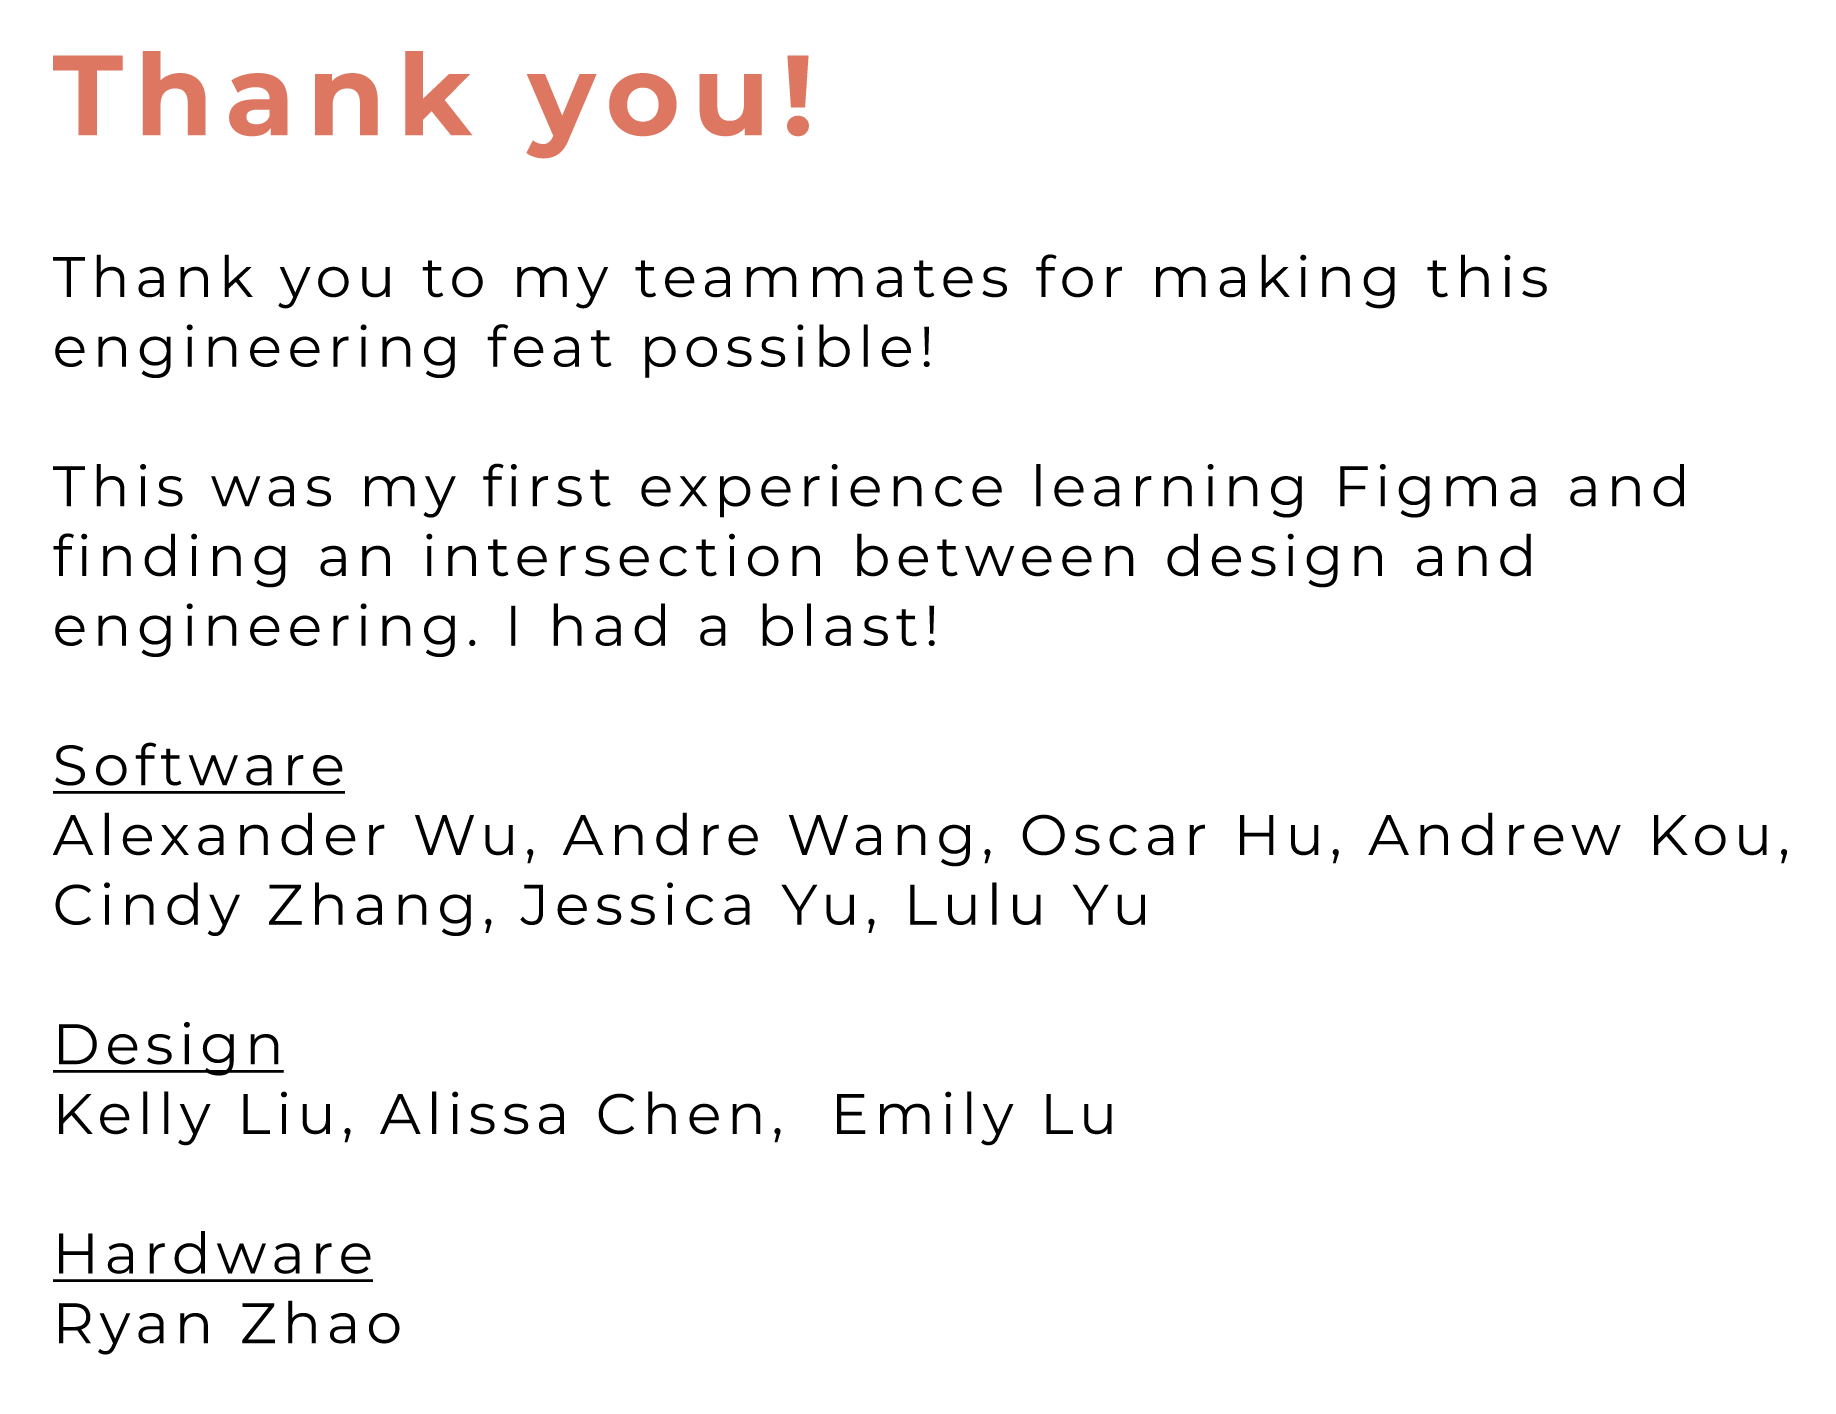 Thank you!
Thank you to my teammates for making this
engineering feat possible!
This was my first experience learning Figma and
finding an intersection between design and
engineering. I had a blast!
Software
Alexander Wu, Andre Wang, Oscar Hu, Andrew Kou,
Cindy Zhang, Jessica Yu, Lulu Yu
Design
Kelly Liu, Alissa Chen,  Emily Lu
Hardware
Ryan Zhao